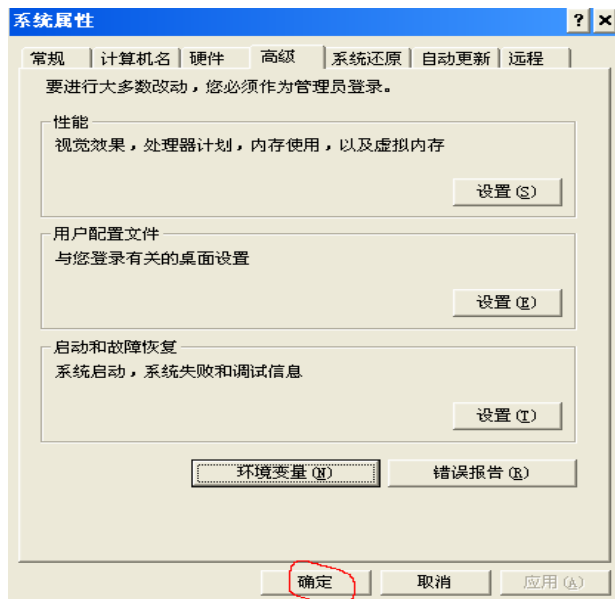 系统属性
常规 计算机名 硬件 高级 系统还原 自动更新 远程
要进行大多数改动，您必须作为管理员登录。
性能
视觉效果，处理器计划，内存使用，以及虚拟内存
设置(S)
用户配置文件
与您登录有关的桌面设置
设置(E)
启动和故障恢复
系统启动，系统失败和调试信息
设置(T)
环境变量(N) 错误报告(R)
确定 取消 应用(A)